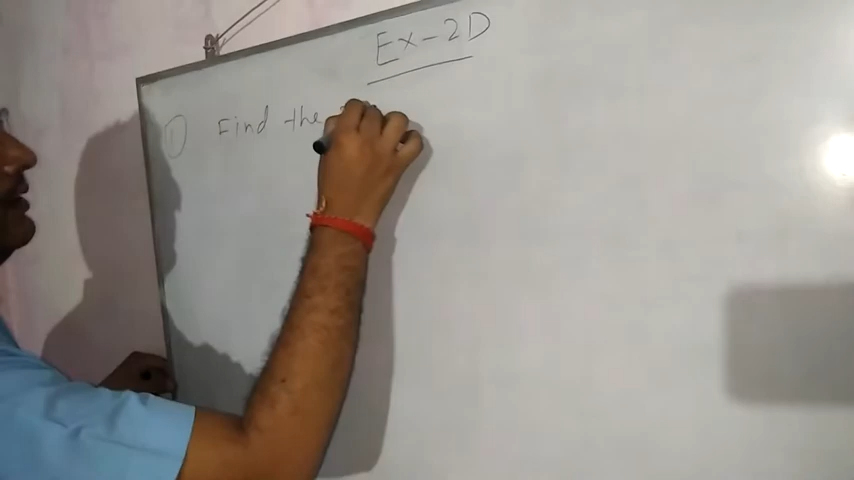 Ex-2D
① Find the